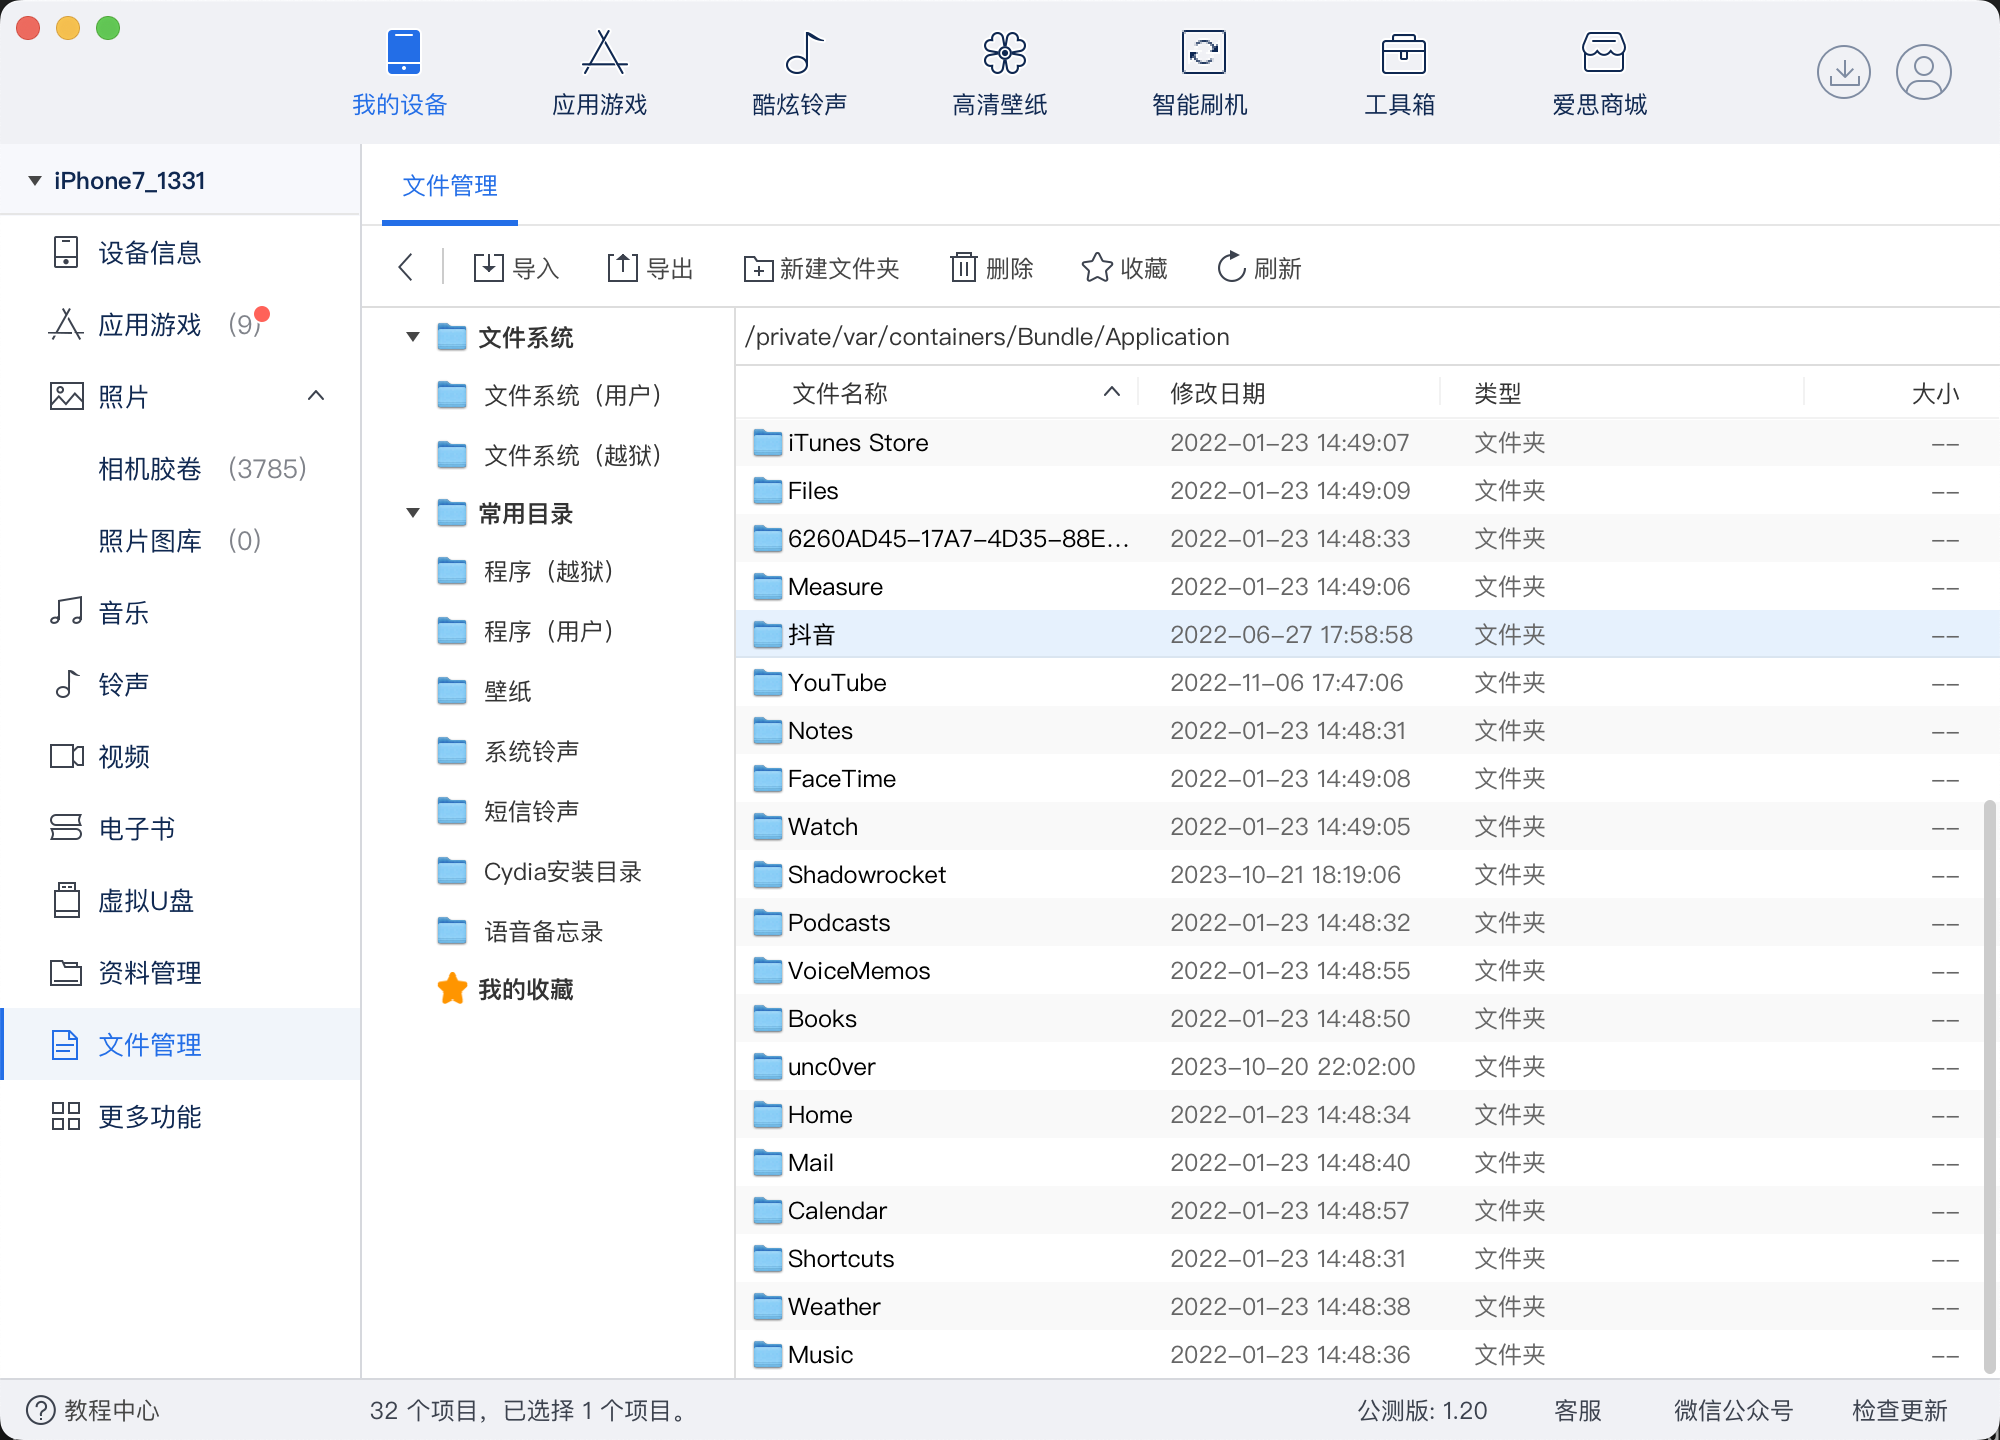 我的设备
应用游戏
酷炫铃声
高清壁纸
智能刷机
工具箱
爱思商城
iPhone7_1331
设备信息
应用游戏 (9)
照片
相机胶卷 (3785)
照片图库 (0)
音乐
铃声
视频
电子书
虚拟U盘
资料管理
文件管理
更多功能
文件管理
导入 导出 新建文件夹 删除 收藏 刷新
文件系统
文件系统（用户）
文件系统（越狱）
常用目录
程序（越狱）
程序（用户）
壁纸
系统铃声
短信铃声
Cydia安装目录
语音备忘录
我的收藏
/private/var/containers/Bundle/Application
文件名称 修改日期 类型 大小
iTunes Store 2022-01-23 14:49:07 文件夹 --
Files 2022-01-23 14:49:09 文件夹 --
6260AD45-17A7-4D35-88E... 2022-01-23 14:48:33 文件夹 --
Measure 2022-01-23 14:49:06 文件夹 --
抖音 2022-06-27 17:58:58 文件夹 --
YouTube 2022-11-06 17:47:06 文件夹 --
Notes 2022-01-23 14:48:31 文件夹 --
FaceTime 2022-01-23 14:49:08 文件夹 --
Watch 2022-01-23 14:49:05 文件夹 --
Shadowrocket 2023-10-21 18:19:06 文件夹 --
Podcasts 2022-01-23 14:48:32 文件夹 --
VoiceMemos 2022-01-23 14:48:55 文件夹 --
Books 2022-01-23 14:48:50 文件夹 --
unc0ver 2023-10-20 22:02:00 文件夹 --
Home 2022-01-23 14:48:34 文件夹 --
Mail 2022-01-23 14:48:40 文件夹 --
Calendar 2022-01-23 14:48:57 文件夹 --
Shortcuts 2022-01-23 14:48:31 文件夹 --
Weather 2022-01-23 14:48:38 文件夹 --
Music 2022-01-23 14:48:36 文件夹 --
教程中心 32 个项目，已选择 1 个项目。 公测版: 1.20 客服 微信公众号 检查更新